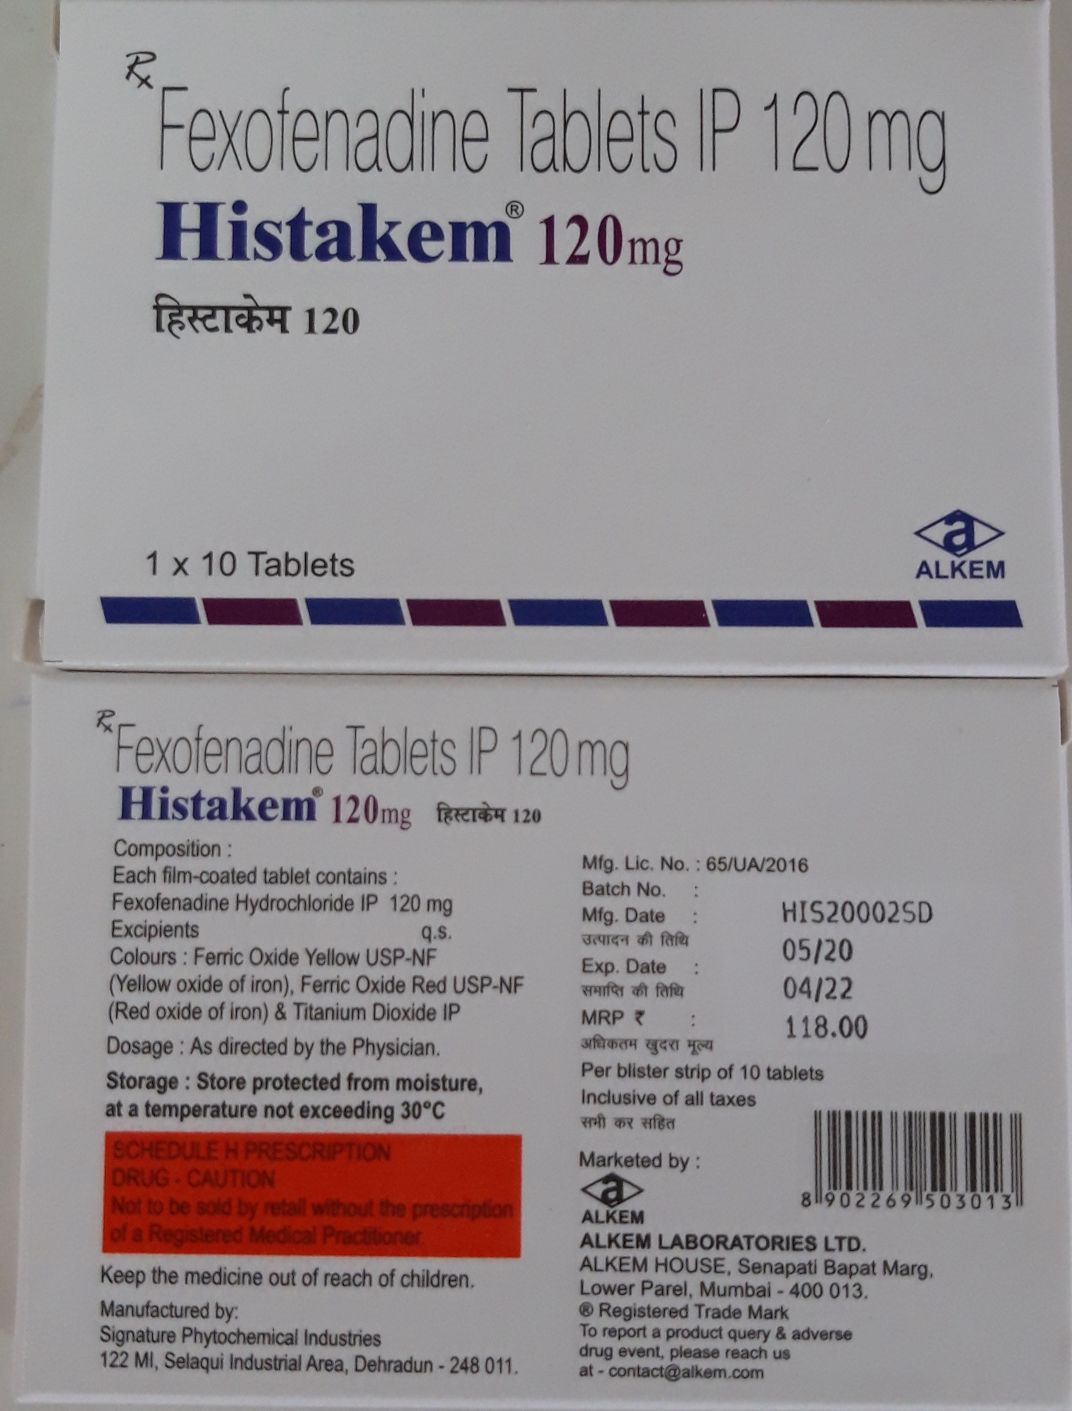 Rx
Fexofenadine Tablets IP 120 mg
Histakem® 120mg
हिस्टाकेम 120
1 x 10 Tablets
a
ALKEM
Rx
Fexofenadine Tablets IP 120 mg
Histakem® 120mg हिस्टाकेम 120
Composition :
Each film-coated tablet contains :
Fexofenadine Hydrochloride IP 120 mg
Excipients q.s.
Colours : Ferric Oxide Yellow USP-NF
(Yellow oxide of iron), Ferric Oxide Red USP-NF
(Red oxide of iron) & Titanium Dioxide IP
Dosage : As directed by the Physician.
Storage : Store protected from moisture,
at a temperature not exceeding 30°C
SCHEDULE H PRESCRIPTION
DRUG - CAUTION
Not to be sold by retail without the prescription
of a Registered Medical Practitioner.
Keep the medicine out of reach of children.
Manufactured by:
Signature Phytochemical Industries
122 MI, Selaqui Industrial Area, Dehradun - 248 011.
Mfg. Lic. No. : 65/UA/2016
Batch No. : HIS20002SD
Mfg. Date : 05/20
उत्पादन की तिथि
Exp. Date : 04/22
समाप्ति की तिथि
MRP ₹ : 118.00
अधिकतम खुदरा मूल्य
Per blister strip of 10 tablets
Inclusive of all taxes
सभी कर सहित
Marketed by :
a
ALKEM
8 902269 503013
ALKEM LABORATORIES LTD.
ALKEM HOUSE, Senapati Bapat Marg,
Lower Parel, Mumbai - 400 013.
® Registered Trade Mark
To report a product query & adverse
drug event, please reach us
at - contact@alkem.com